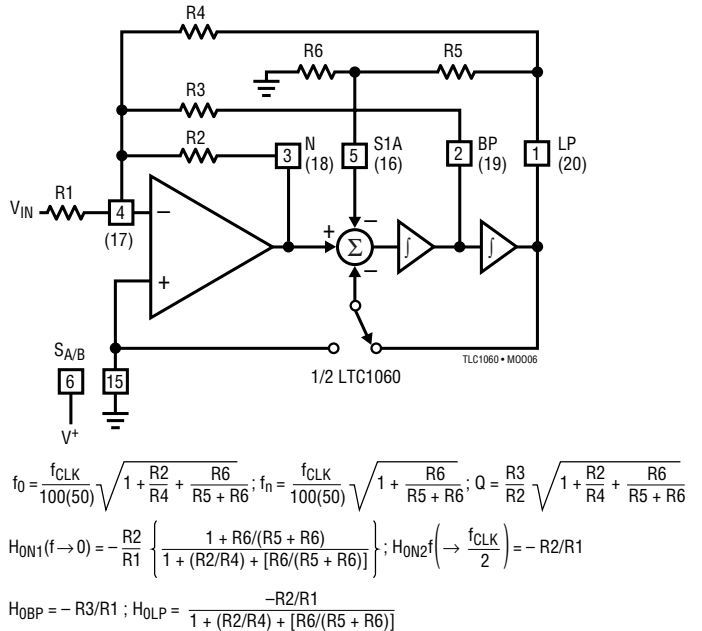 R4
R6
R5
R3
R2
N
S1A
BP
LP
3
5
2
1
(18)
(16)
(19)
(20)
R1
VIN
4
−
(17)
+
+
−
Σ
−
∫
∫
TLC1060 • M0006
1/2 LTC1060
SA/B
6
15
V+
f0 = fCLK/100(50) √(1 + R2/R4 + R6/(R5 + R6)) ; fn = fCLK/100(50) √(1 + R6/(R5 + R6)) ; Q = R3/R2 √(1 + R2/R4 + R6/(R5 + R6))
H0N1(f→0) = − R2/R1 {1 + R6/(R5 + R6) / 1 + (R2/R4) + [R6/(R5 + R6)]} ; H0N2f(→ fCLK/2) = − R2/R1
H0BP = − R3/R1 ; H0LP = −R2/R1 / 1 + (R2/R4) + [R6/(R5 + R6)]